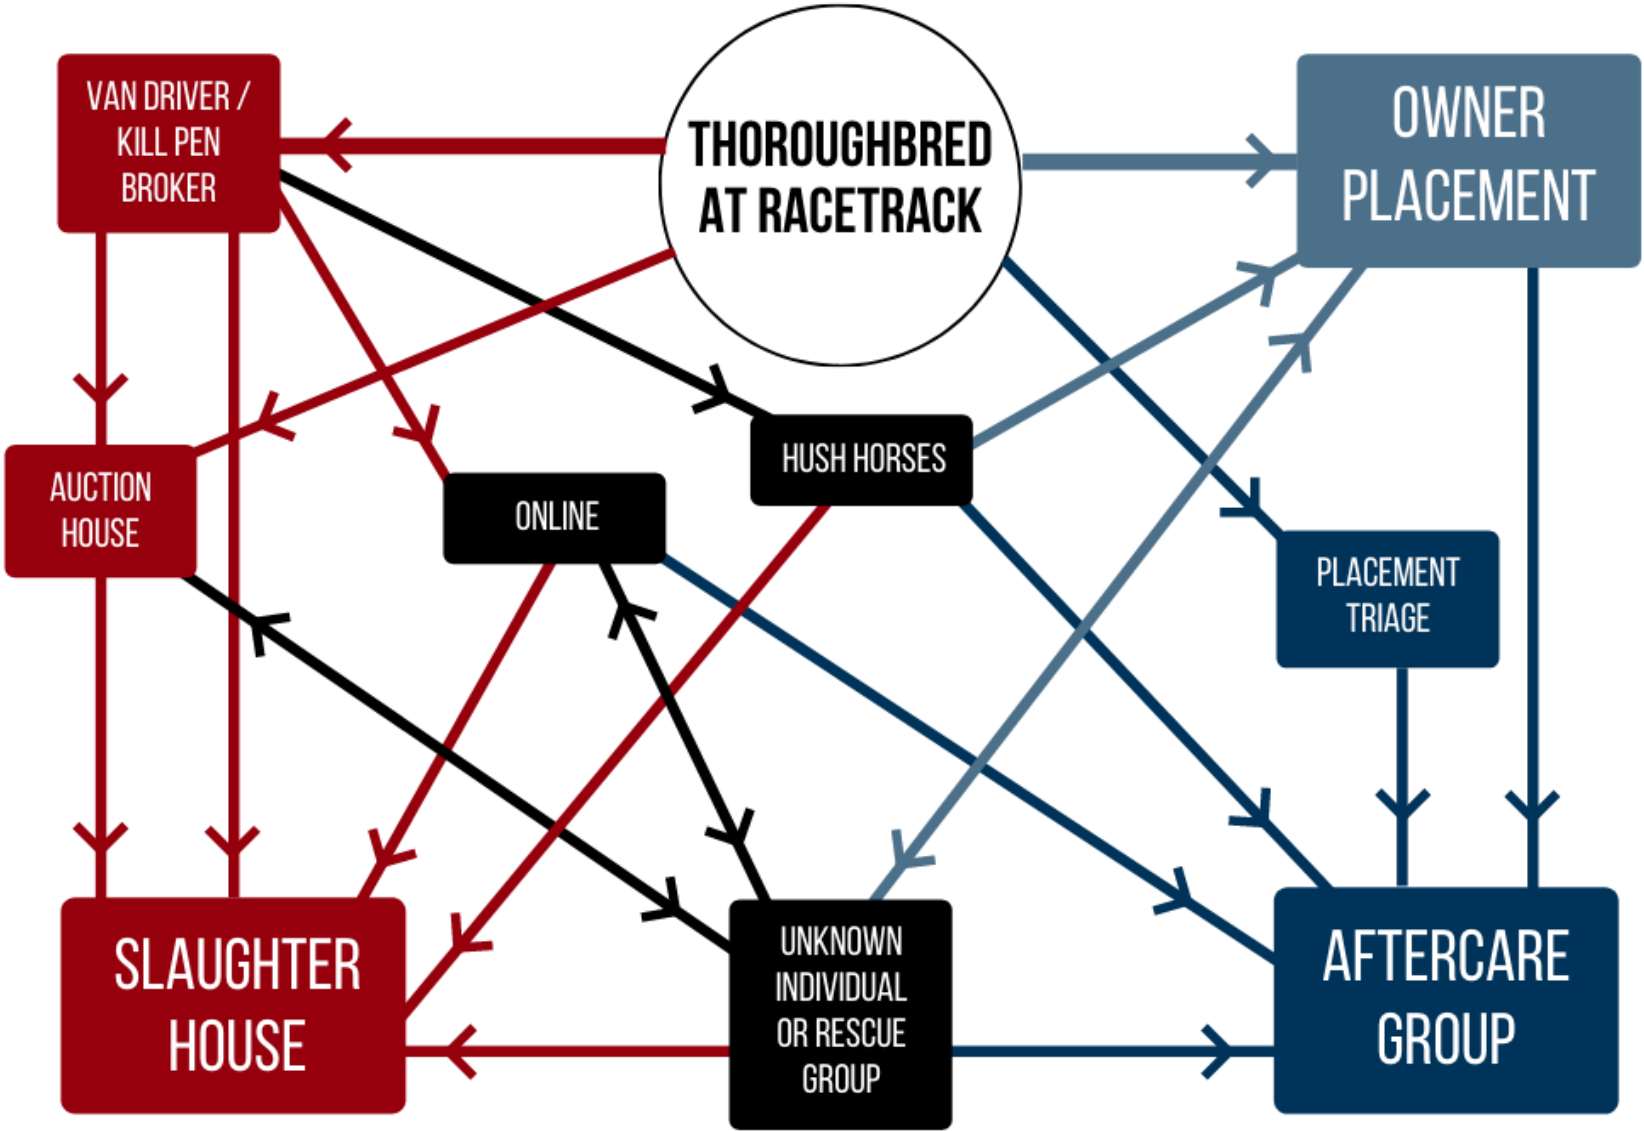 VAN DRIVER /
KILL PEN
BROKER
THOROUGHBRED
AT RACETRACK
OWNER
PLACEMENT
HUSH HORSES
AUCTION
HOUSE
ONLINE
PLACEMENT
TRIAGE
SLAUGHTER
HOUSE
UNKNOWN
INDIVIDUAL
OR RESCUE
GROUP
AFTERCARE
GROUP